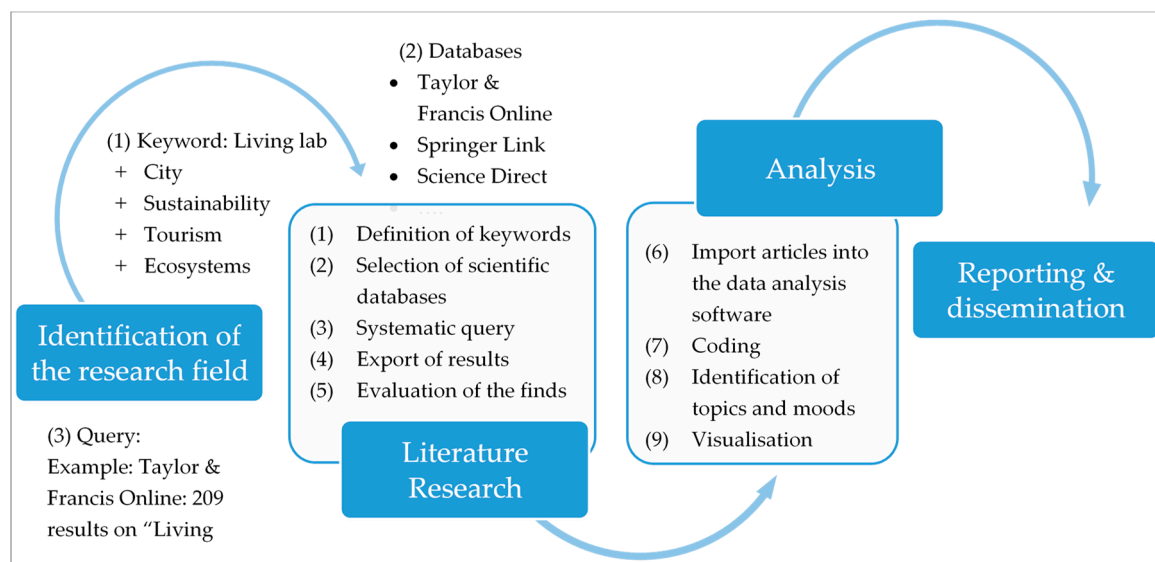 (2) Databases
• Taylor &
Francis Online
• Springer Link
• Science Direct
• ....
(1) Keyword: Living lab
+ City
+ Sustainability
+ Tourism
+ Ecosystems
Identification of
the research field
(3) Query:
Example: Taylor &
Francis Online: 209
results on “Living
(1) Definition of keywords
(2) Selection of scientific
databases
(3) Systematic query
(4) Export of results
(5) Evaluation of the finds
Literature
Research
Analysis
(6) Import articles into
the data analysis
software
(7) Coding
(8) Identification of
topics and moods
(9) Visualisation
Reporting &
dissemination